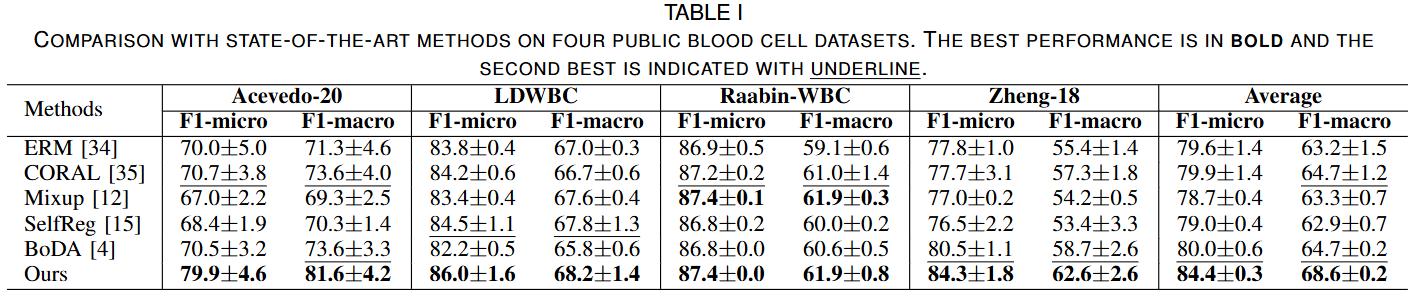 TABLE I
COMPARISON WITH STATE-OF-THE-ART METHODS ON FOUR PUBLIC BLOOD CELL DATASETS. THE BEST PERFORMANCE IS IN BOLD AND THE
SECOND BEST IS INDICATED WITH UNDERLINE.
Methods Acevedo-20 LDWBC Raabin-WBC Zheng-18 Average
F1-micro F1-macro F1-micro F1-macro F1-micro F1-macro F1-micro F1-macro F1-micro F1-macro
ERM [34] 70.0±5.0 71.3±4.6 83.8±0.4 67.0±0.3 86.9±0.5 59.1±0.6 77.8±1.0 55.4±1.4 79.6±1.4 63.2±1.5
CORAL [35] 70.7±3.8 73.6±4.0 84.2±0.6 66.7±0.6 87.2±0.2 61.0±1.4 77.7±3.1 57.3±1.8 79.9±1.4 64.7±1.2
Mixup [12] 67.0±2.2 69.3±2.5 83.4±0.4 67.6±0.4 87.4±0.1 61.9±0.3 77.0±0.2 54.2±0.5 78.7±0.4 63.3±0.7
SelfReg [15] 68.4±1.9 70.3±1.4 84.5±1.1 67.8±1.3 86.8±0.2 60.0±0.2 76.5±2.2 53.4±3.3 79.0±0.4 62.9±0.7
BoDA [4] 70.5±3.2 73.6±3.3 82.2±0.5 65.8±0.6 86.8±0.0 60.6±0.5 80.5±1.1 58.7±2.6 80.0±0.6 64.7±0.2
Ours 79.9±4.6 81.6±4.2 86.0±1.6 68.2±1.4 87.4±0.0 61.9±0.8 84.3±1.8 62.6±2.6 84.4±0.3 68.6±0.2